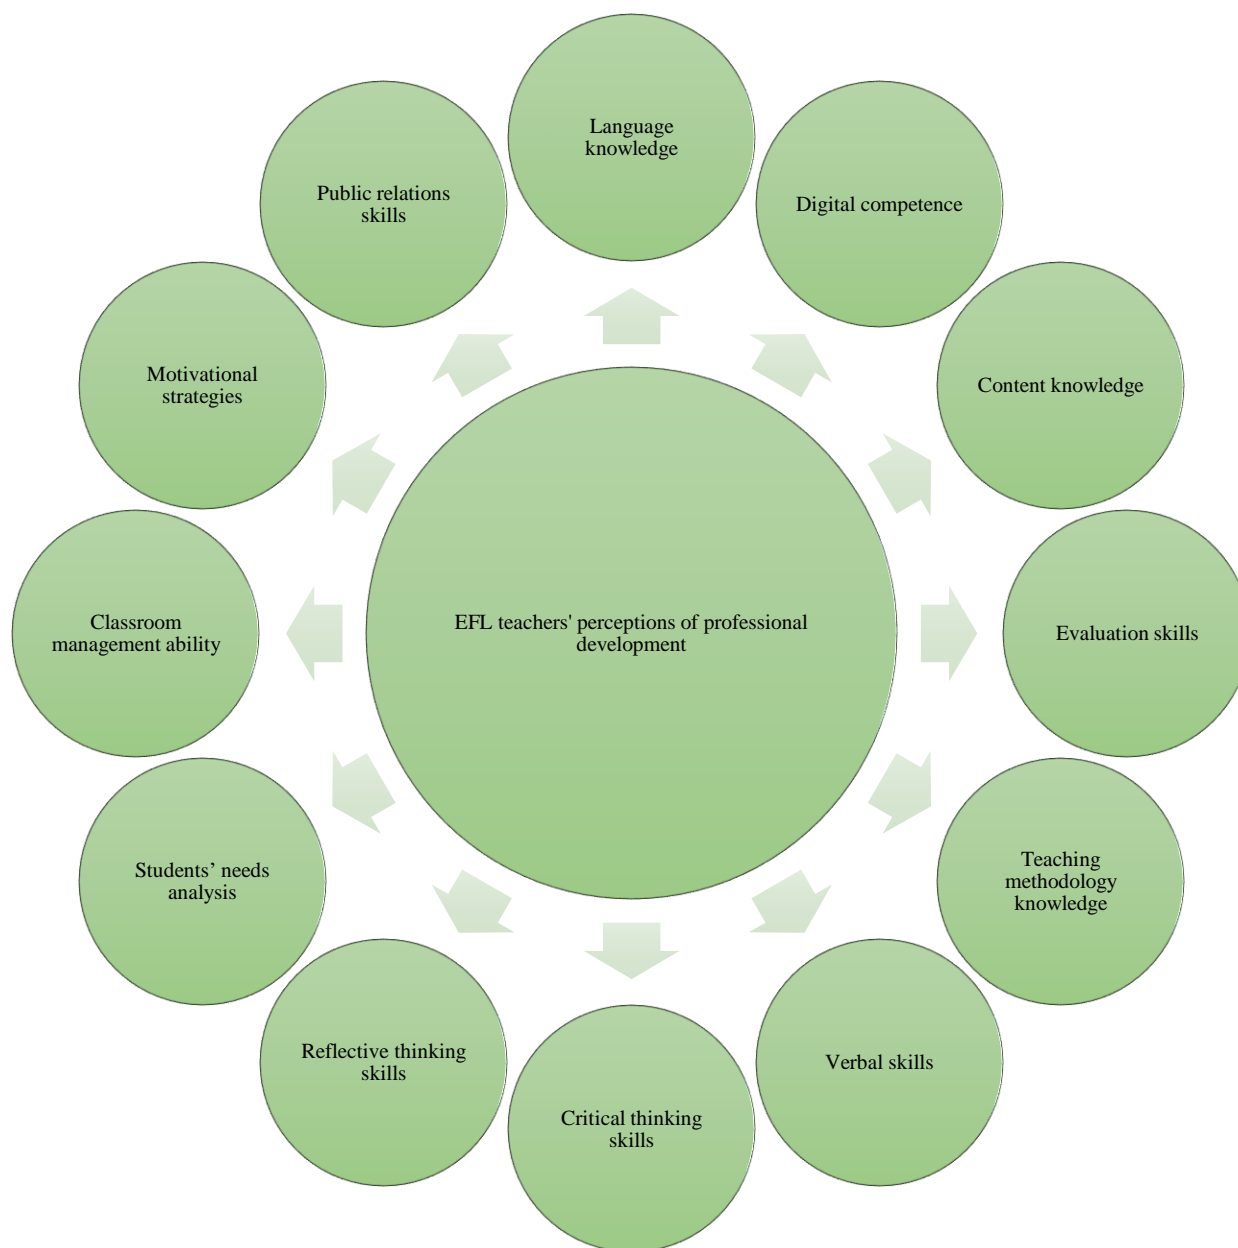 Language
knowledge
Digital competence
Content knowledge
Evaluation skills
Teaching
methodology
knowledge
Verbal skills
Critical thinking
skills
Reflective thinking
skills
Students’ needs
analysis
Classroom
management ability
Motivational
strategies
Public relations
skills
EFL teachers' perceptions of professional
development